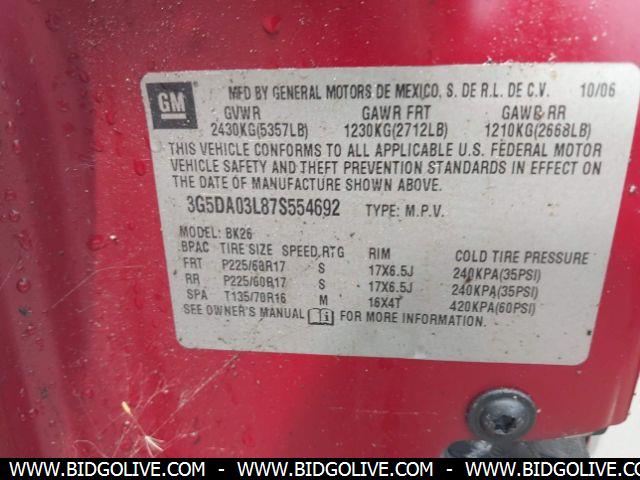 GM
MFD BY GENERAL MOTORS DE MEXICO, S. DE R.L. DE C.V. 10/06
GVWR GAWR FRT GAWR RR
2430KG(5357LB) 1230KG(2712LB) 1210KG(2668LB)
THIS VEHICLE CONFORMS TO ALL APPLICABLE U.S. FEDERAL MOTOR
VEHICLE SAFETY AND THEFT PREVENTION STANDARDS IN EFFECT ON
THE DATE OF MANUFACTURE SHOWN ABOVE.
3G5DA03L87S554692 TYPE: M.P.V.
MODEL: BK26
BPAC TIRE SIZE SPEED RTG RIM COLD TIRE PRESSURE
FRT P225/60R17 S 17X6.5J 240KPA(35PSI)
RR P225/60R17 S 17X6.5J 240KPA(35PSI)
SPA T135/70R16 M 16X4T 420KPA(60PSI)
SEE OWNER'S MANUAL FOR MORE INFORMATION.
WWW.BIDGOLIVE.COM - WWW.BIDGOLIVE.COM - WWW.BIDGOLIVE.COM